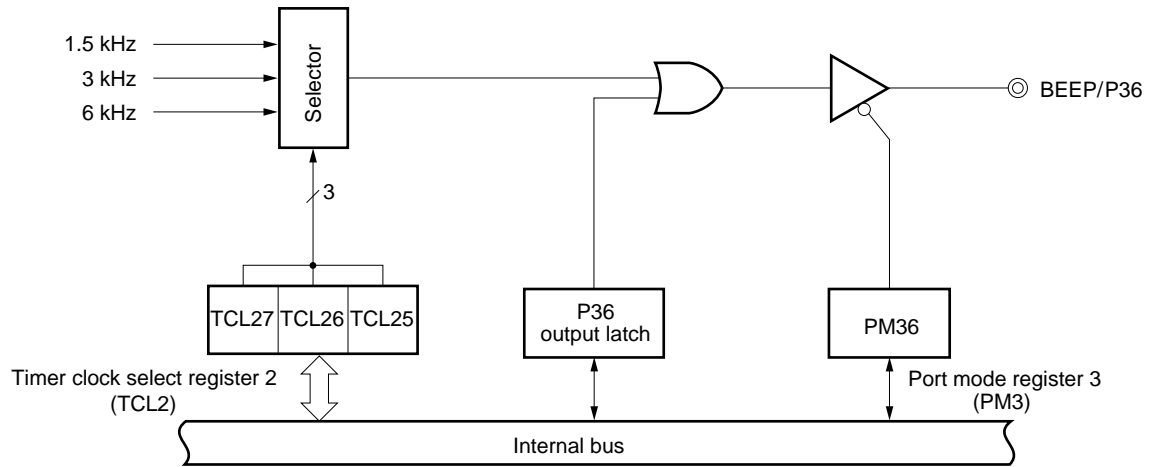 1.5 kHz
3 kHz
6 kHz
Selector
BEEP/P36
3
TCL27 TCL26 TCL25
P36
output latch
PM36
Timer clock select register 2
(TCL2)
Port mode register 3
(PM3)
Internal bus